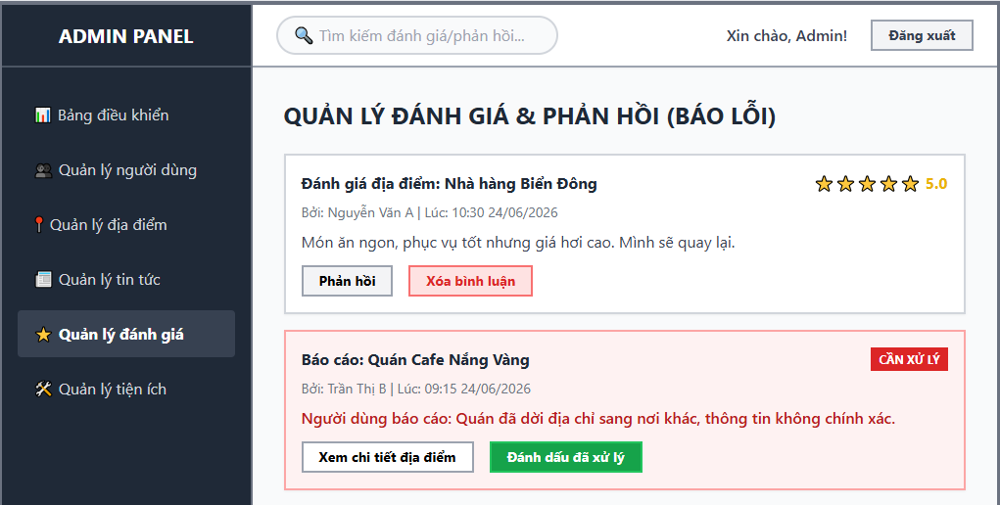 ADMIN PANEL
Tìm kiếm đánh giá/phản hồi...
Xin chào, Admin!
Đăng xuất
Bảng điều khiển
Quản lý người dùng
Quản lý địa điểm
Quản lý tin tức
Quản lý đánh giá
Quản lý tiện ích
QUẢN LÝ ĐÁNH GIÁ & PHẢN HỒI (BÁO LỖI)
Đánh giá địa điểm: Nhà hàng Biển Đông
5.0
Bởi: Nguyễn Văn A | Lúc: 10:30 24/06/2026
Món ăn ngon, phục vụ tốt nhưng giá hơi cao. Mình sẽ quay lại.
Phản hồi
Xóa bình luận
Báo cáo: Quán Cafe Nắng Vàng
CẦN XỬ LÝ
Bởi: Trần Thị B | Lúc: 09:15 24/06/2026
Người dùng báo cáo: Quán đã dời địa chỉ sang nơi khác, thông tin không chính xác.
Xem chi tiết địa điểm
Đánh dấu đã xử lý